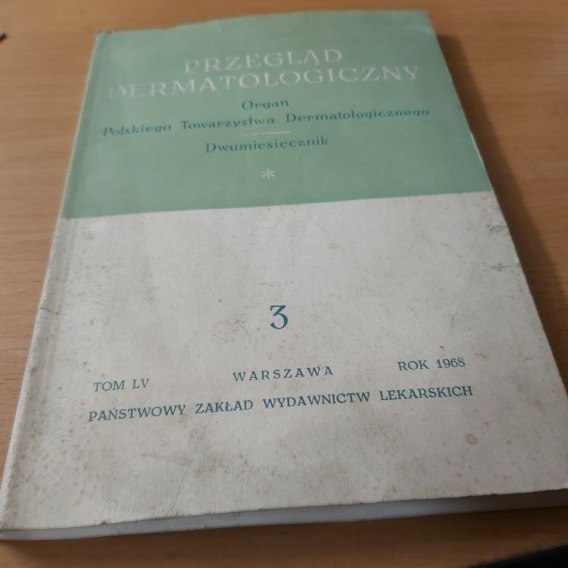 PRZEGLĄD
DERMATOLOGICZNY
Organ
Polskiego Towarzystwa Dermatologicznego
Dwumiesięcznik
*
3
TOM LV WARSZAWA ROK 1968
PAŃSTWOWY ZAKŁAD WYDAWNICTW LEKARSKICH